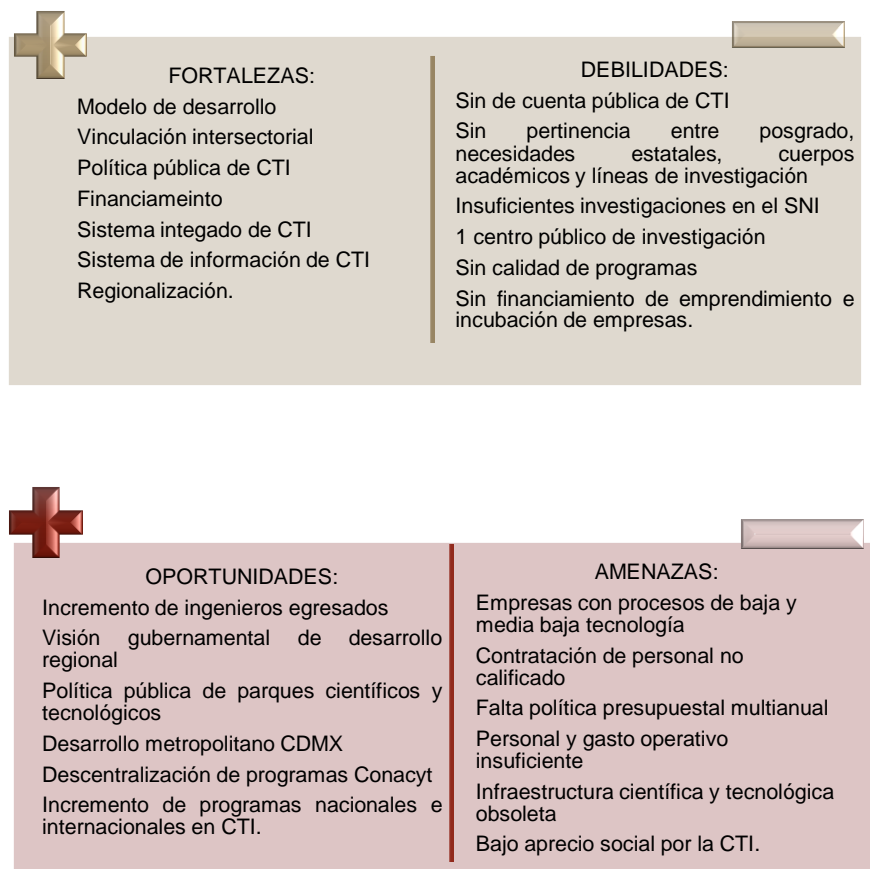 FORTALEZAS:
Modelo de desarrollo
Vinculación intersectorial
Política pública de CTI
Financiameinto
Sistema integado de CTI
Sistema de información de CTI
Regionalización.
DEBILIDADES:
Sin de cuenta pública de CTI
Sin pertinencia entre posgrado,
necesidades estatales, cuerpos
académicos y líneas de investigación
Insuficientes investigaciones en el SNI
1 centro público de investigación
Sin calidad de programas
Sin financiamiento de emprendimiento e
incubación de empresas.
OPORTUNIDADES:
Incremento de ingenieros egresados
Visión gubernamental de desarrollo
regional
Política pública de parques científicos y
tecnológicos
Desarrollo metropolitano CDMX
Descentralización de programas Conacyt
Incremento de programas nacionales e
internacionales en CTI.
AMENAZAS:
Empresas con procesos de baja y
media baja tecnología
Contratación de personal no
calificado
Falta política presupuestal multianual
Personal y gasto operativo
insuficiente
Infraestructura científica y tecnológica
obsoleta
Bajo aprecio social por la CTI.